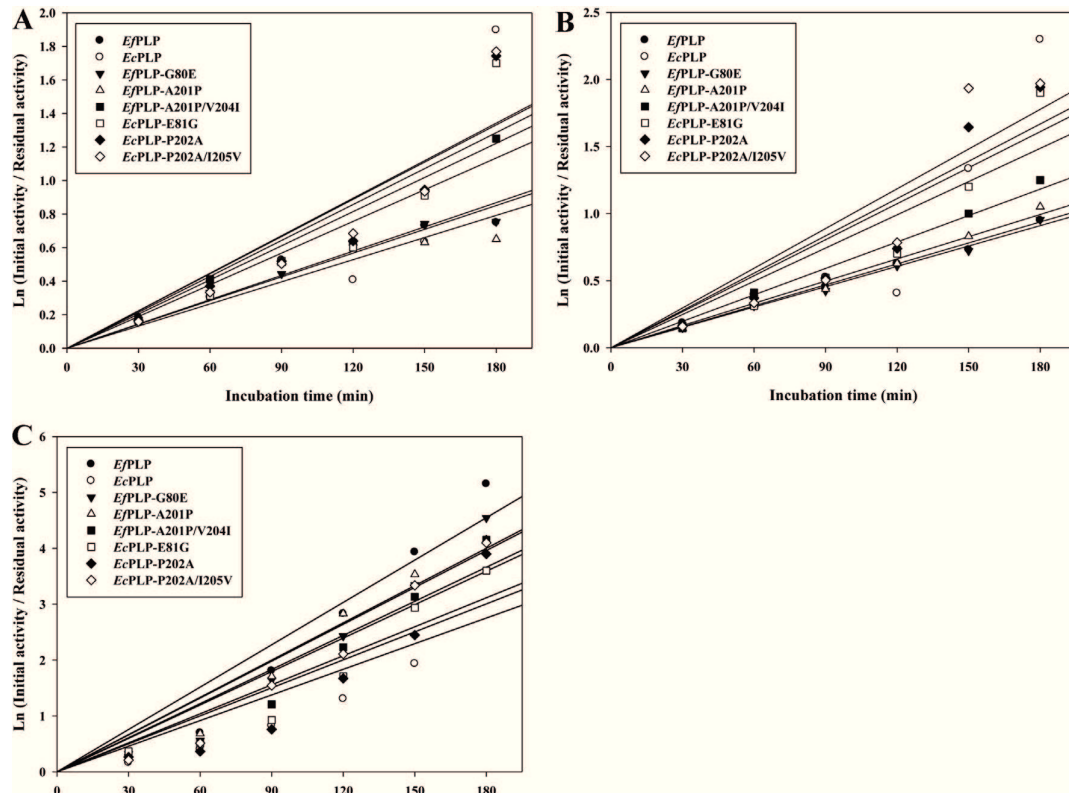 A
Ln (Initial activity / Residual activity)
2.0
1.8
1.6
1.4
1.2
1.0
0.8
0.6
0.4
0.2
0.0
EfPLP
EcPLP
EfPLP-G80E
EfPLP-A201P
EfPLP-A201P/V204I
EcPLP-E81G
EcPLP-P202A
EcPLP-P202A/I205V
0 30 60 90 120 150 180
Incubation time (min)
B
Ln (Initial activity / Residual activity)
2.5
2.0
1.5
1.0
0.5
0.0
EfPLP
EcPLP
EfPLP-G80E
EfPLP-A201P
EfPLP-A201P/V204I
EcPLP-E81G
EcPLP-P202A
EcPLP-P202A/I205V
0 30 60 90 120 150 180
Incubation time (min)
C
Ln (Initial activity / Residual activity)
6
5
4
3
2
1
0
EfPLP
EcPLP
EfPLP-G80E
EfPLP-A201P
EfPLP-A201P/V204I
EcPLP-E81G
EcPLP-P202A
EcPLP-P202A/I205V
0 30 60 90 120 150 180